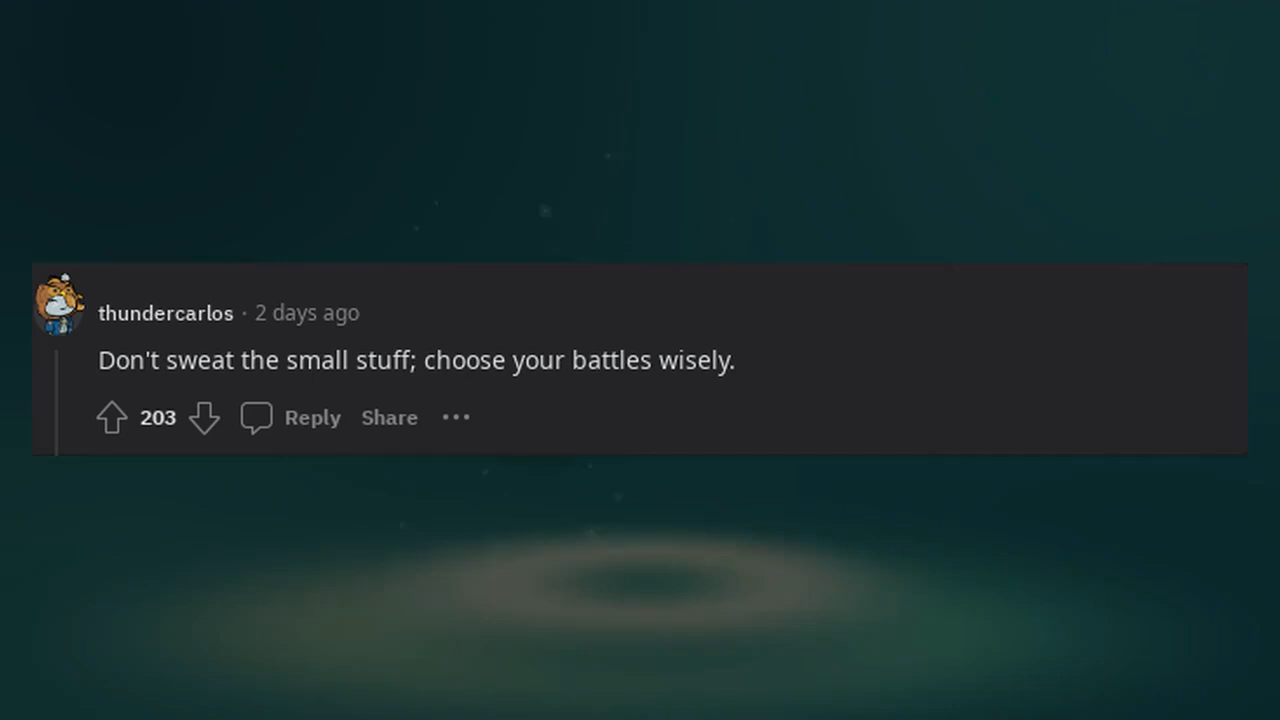 thundercarlos · 2 days ago
Don't sweat the small stuff; choose your battles wisely.
203 Reply Share ···